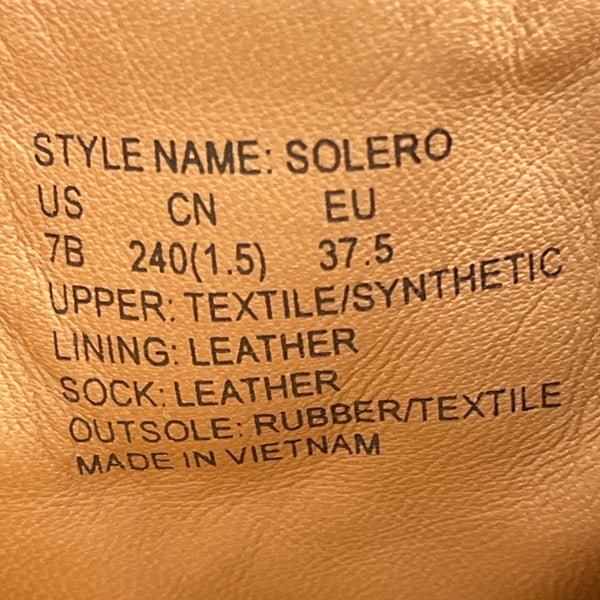 STYLE NAME: SOLERO
US CN EU
7B 240(1.5) 37.5
UPPER: TEXTILE/SYNTHETIC
LINING: LEATHER
SOCK: LEATHER
OUTSOLE: RUBBER/TEXTILE
MADE IN VIETNAM